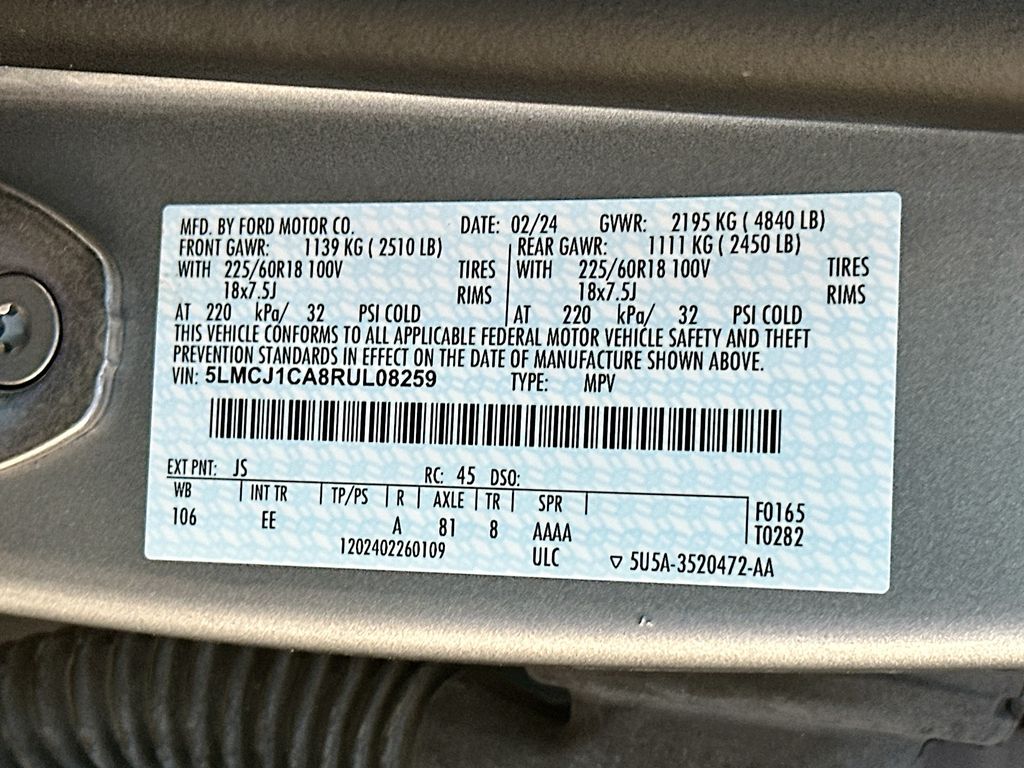 MFD. BY FORD MOTOR CO. DATE: 02/24 GVWR: 2195 KG ( 4840 LB)
FRONT GAWR: 1139 KG ( 2510 LB) REAR GAWR: 1111 KG ( 2450 LB)
WITH 225/60R18 100V TIRES WITH 225/60R18 100V TIRES
18x7.5J RIMS 18x7.5J RIMS
AT 220 kPa/ 32 PSI COLD AT 220 kPa/ 32 PSI COLD
THIS VEHICLE CONFORMS TO ALL APPLICABLE FEDERAL MOTOR VEHICLE SAFETY AND THEFT
PREVENTION STANDARDS IN EFFECT ON THE DATE OF MANUFACTURE SHOWN ABOVE.
VIN: 5LMCJ1CA8RUL08259 TYPE: MPV
EXT PNT: JS RC: 45 DSO:
WB INT TR TP/PS R AXLE TR SPR F0165
106 EE A 81 8 AAAA T0282
1202402260109 ULC ▽ 5U5A-3520472-AA